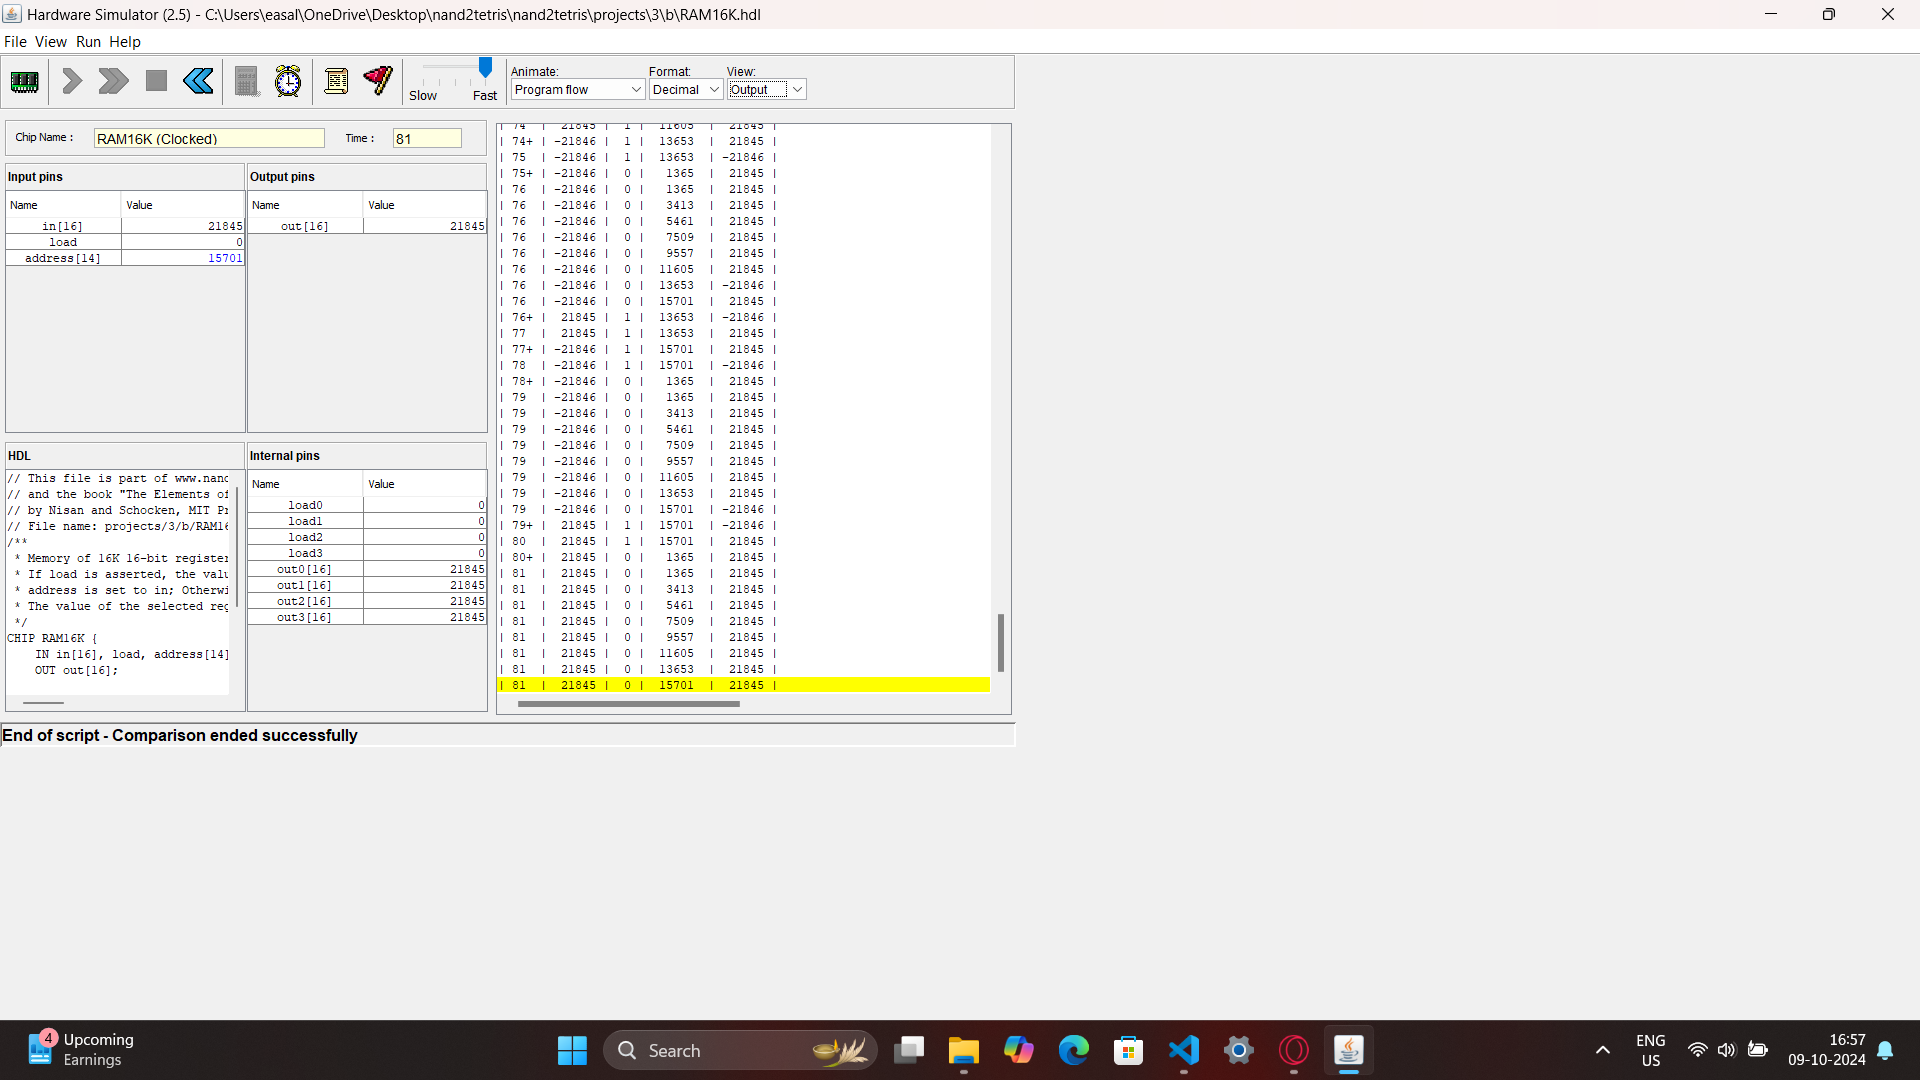 Hardware Simulator (2.5) - C:\Users\easal\OneDrive\Desktop\nand2tetris\nand2tetris\projects\3\b\RAM16K.hdl
File View Run Help
Slow Fast
Animate: Format: View:
Program flow Decimal Output
Chip Name : RAM16K (Clocked) Time : 81
Input pins
Name Value
in[16] 21845
load 0
address[14] 15701
Output pins
Name Value
out[16] 21845
HDL
// This file is part of www.nand
// and the book "The Elements of
// by Nisan and Schocken, MIT Pr
// File name: projects/3/b/RAM16
/**
* Memory of 16K 16-bit register
* If load is asserted, the valu
* address is set to in; Otherwi
* The value of the selected reg
*/
CHIP RAM16K {
IN in[16], load, address[14]
OUT out[16];
Internal pins
Name Value
load0 0
load1 0
load2 0
load3 0
out0[16] 21845
out1[16] 21845
out2[16] 21845
out3[16] 21845
| 74 | 21845 | 1 | 11605 | 21845 |
| 74+ | -21846 | 1 | 13653 | 21845 |
| 75 | -21846 | 1 | 13653 | -21846 |
| 75+ | -21846 | 0 | 1365 | 21845 |
| 76 | -21846 | 0 | 1365 | 21845 |
| 76 | -21846 | 0 | 3413 | 21845 |
| 76 | -21846 | 0 | 5461 | 21845 |
| 76 | -21846 | 0 | 7509 | 21845 |
| 76 | -21846 | 0 | 9557 | 21845 |
| 76 | -21846 | 0 | 11605 | 21845 |
| 76 | -21846 | 0 | 13653 | -21846 |
| 76 | -21846 | 0 | 15701 | 21845 |
| 76+ | 21845 | 1 | 13653 | -21846 |
| 77 | 21845 | 1 | 13653 | 21845 |
| 77+ | -21846 | 1 | 15701 | 21845 |
| 78 | -21846 | 1 | 15701 | -21846 |
| 78+ | -21846 | 0 | 1365 | 21845 |
| 79 | -21846 | 0 | 1365 | 21845 |
| 79 | -21846 | 0 | 3413 | 21845 |
| 79 | -21846 | 0 | 5461 | 21845 |
| 79 | -21846 | 0 | 7509 | 21845 |
| 79 | -21846 | 0 | 9557 | 21845 |
| 79 | -21846 | 0 | 11605 | 21845 |
| 79 | -21846 | 0 | 13653 | 21845 |
| 79 | -21846 | 0 | 15701 | -21846 |
| 79+ | 21845 | 1 | 15701 | -21846 |
| 80 | 21845 | 1 | 15701 | 21845 |
| 80+ | 21845 | 0 | 1365 | 21845 |
| 81 | 21845 | 0 | 1365 | 21845 |
| 81 | 21845 | 0 | 3413 | 21845 |
| 81 | 21845 | 0 | 5461 | 21845 |
| 81 | 21845 | 0 | 7509 | 21845 |
| 81 | 21845 | 0 | 9557 | 21845 |
| 81 | 21845 | 0 | 11605 | 21845 |
| 81 | 21845 | 0 | 13653 | 21845 |
| 81 | 21845 | 0 | 15701 | 21845 |
End of script - Comparison ended successfully
4
Upcoming
Earnings
Search
ENG
US
16:57
09-10-2024